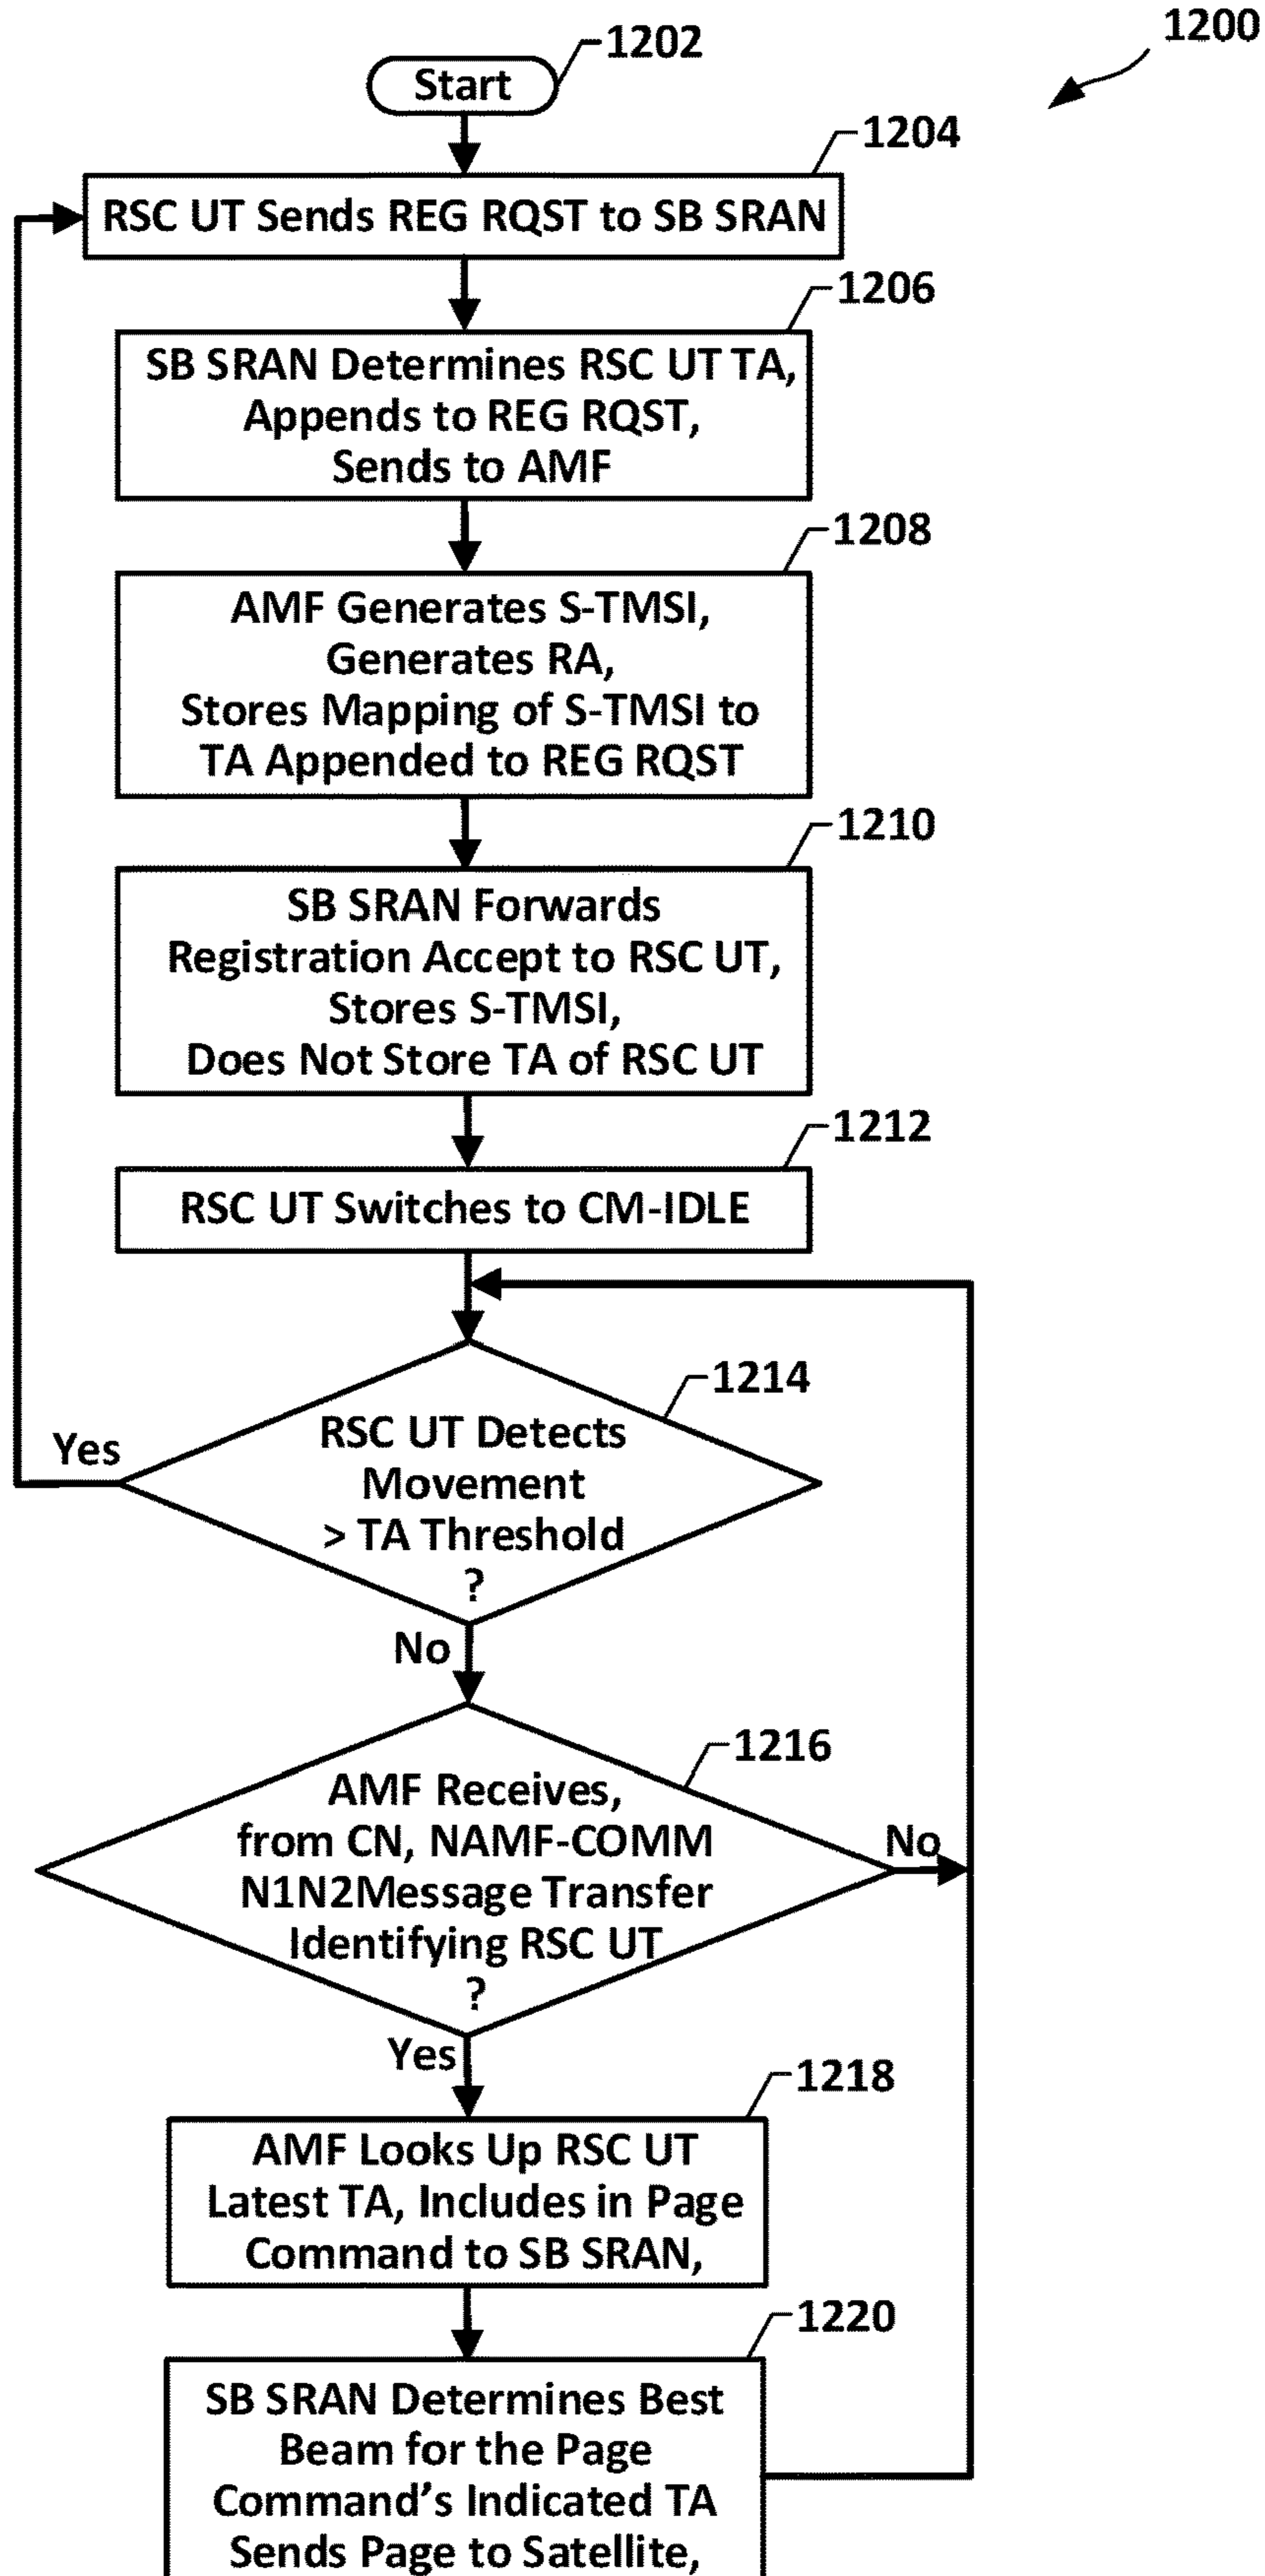 1200
1202
Start
1204
RSC UT Sends REG RQST to SB SRAN
1206
SB SRAN Determines RSC UT TA,
Appends to REG RQST,
Sends to AMF
1208
AMF Generates S-TMSI,
Generates RA,
Stores Mapping of S-TMSI to
TA Appended to REG RQST
1210
SB SRAN Forwards
Registration Accept to RSC UT,
Stores S-TMSI,
Does Not Store TA of RSC UT
1212
RSC UT Switches to CM-IDLE
1214
RSC UT Detects
Movement
> TA Threshold
?
Yes
No
1216
AMF Receives,
from CN, NAMF-COMM
N1N2Message Transfer
Identifying RSC UT
?
No
Yes
1218
AMF Looks Up RSC UT
Latest TA, Includes in Page
Command to SB SRAN,
1220
SB SRAN Determines Best
Beam for the Page
Command's Indicated TA
Sends Page to Satellite,